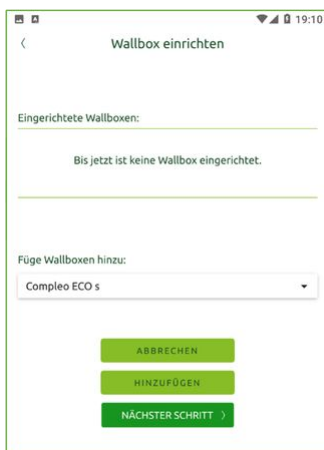 19:10
Wallbox einrichten
Eingerichtete Wallboxen:
Bis jetzt ist keine Wallbox eingerichtet.
Füge Wallboxen hinzu:
Compleo ECO s
ABBRECHEN
HINZUFÜGEN
NÄCHSTER SCHRITT